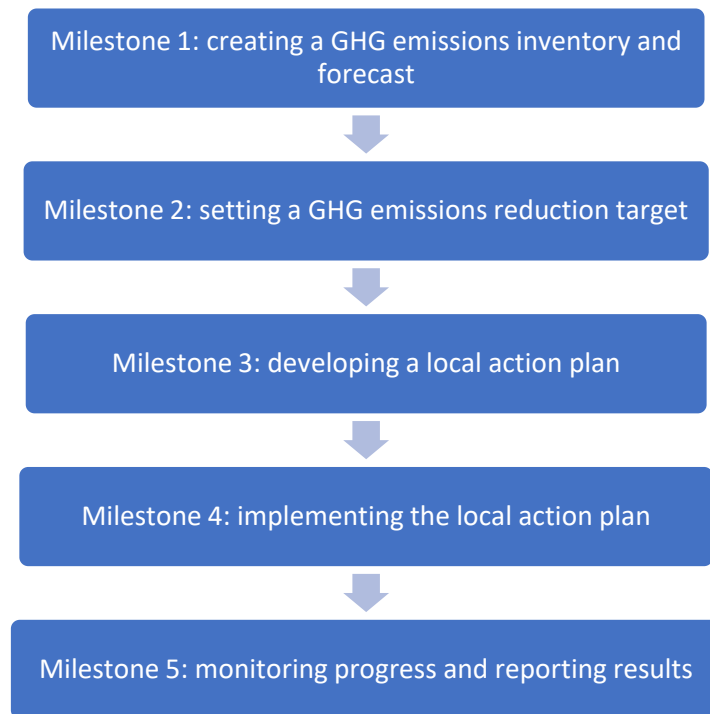 Milestone 1: creating a GHG emissions inventory and
forecast
Milestone 2: setting a GHG emissions reduction target
Milestone 3: developing a local action plan
Milestone 4: implementing the local action plan
Milestone 5: monitoring progress and reporting results